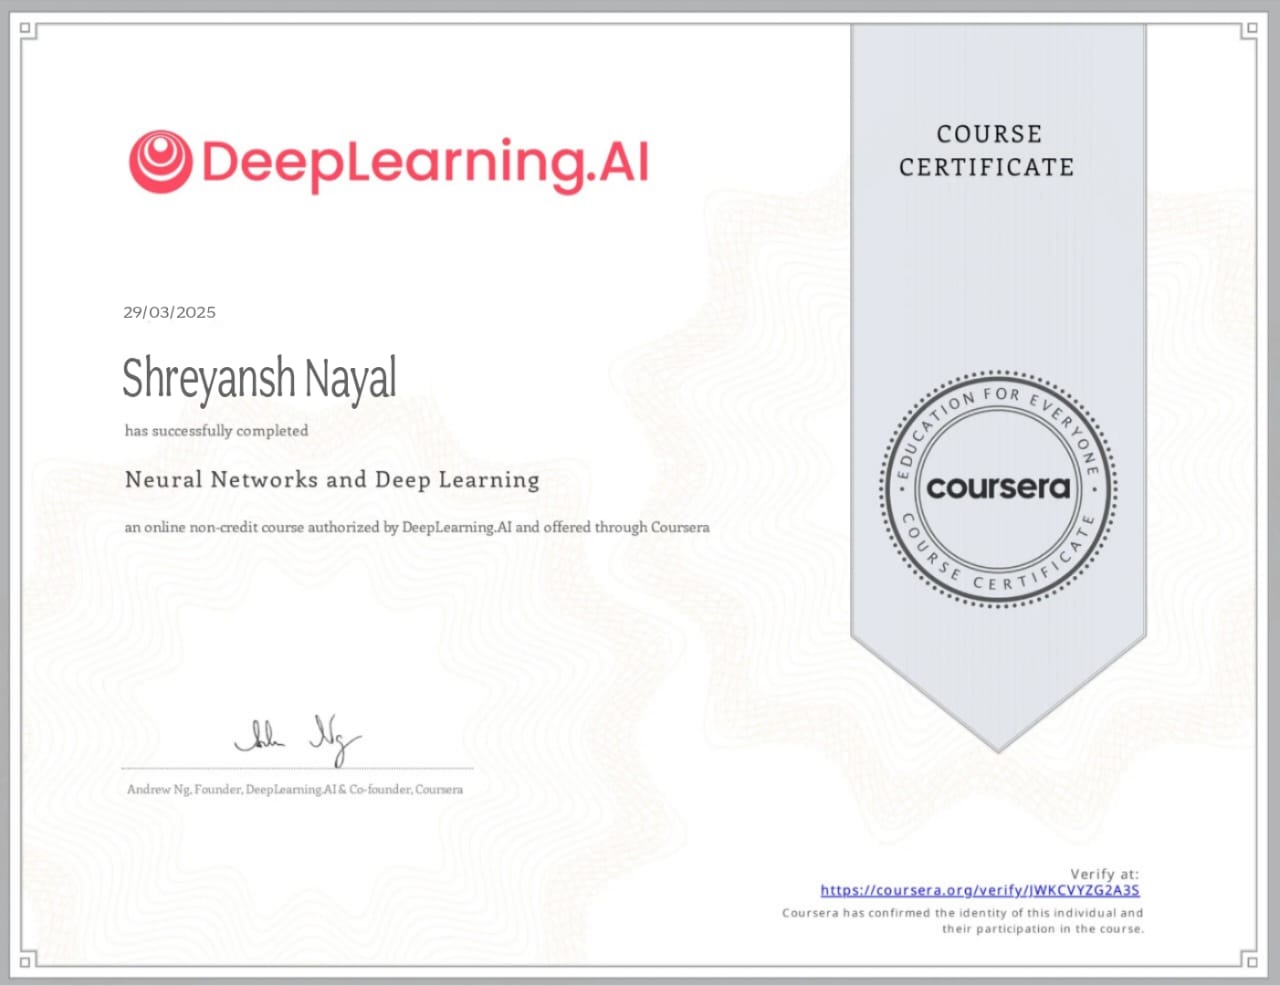 DeepLearning.AI
COURSE
CERTIFICATE
29/03/2025
Shreyansh Nayal
has successfully completed
Neural Networks and Deep Learning
an online non-credit course authorized by DeepLearning.AI and offered through Coursera
EDUCATION FOR EVERYONE
coursera
COURSE CERTIFICATE
Andrew Ng, Founder, DeepLearning.AI & Co-founder, Coursera
Verify at:
https://coursera.org/verify/JWKCVYZG2A3S
Coursera has confirmed the identity of this individual and
their participation in the course.